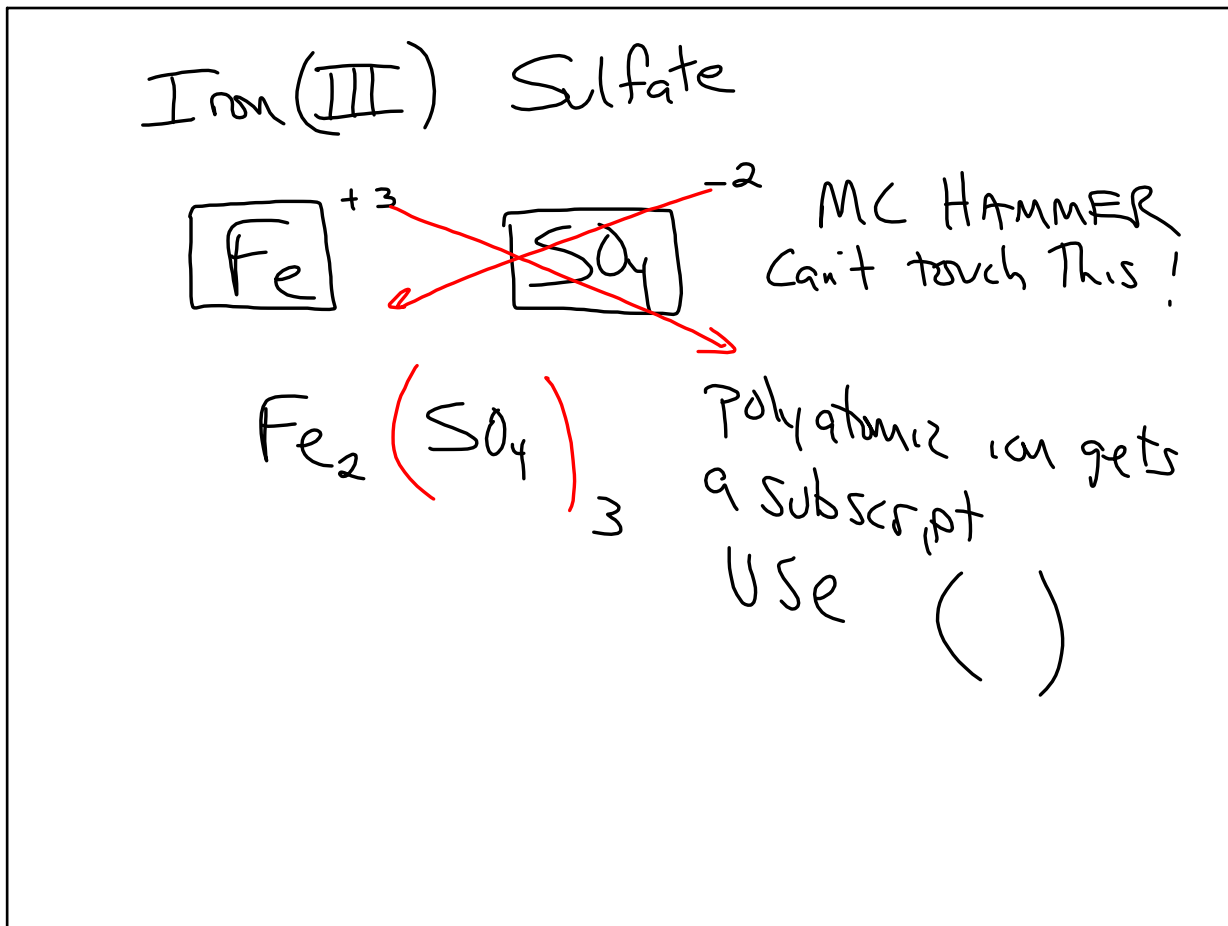 Iron (III) Sulfate
Fe +3 SO4 -2
MC HAMMER
Can't touch This!
Fe2 (SO4)3
Polyatomic ion gets
a subscript
Use ( )